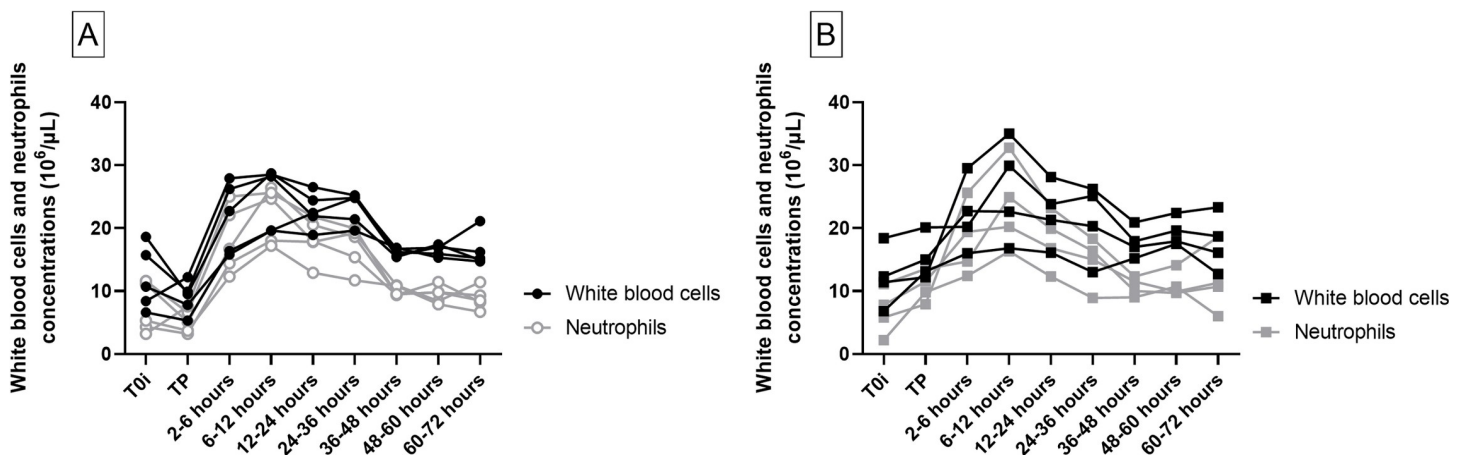 A
White blood cells and neutrophils
concentrations (10⁶/µL)
40
30
20
10
0
T0i
TP
2-6 hours
6-12 hours
12-24 hours
24-36 hours
36-48 hours
48-60 hours
60-72 hours
White blood cells
Neutrophils
B
White blood cells and neutrophils
concentrations (10⁶/µL)
40
30
20
10
0
T0i
TP
2-6 hours
6-12 hours
12-24 hours
24-36 hours
36-48 hours
48-60 hours
60-72 hours
White blood cells
Neutrophils